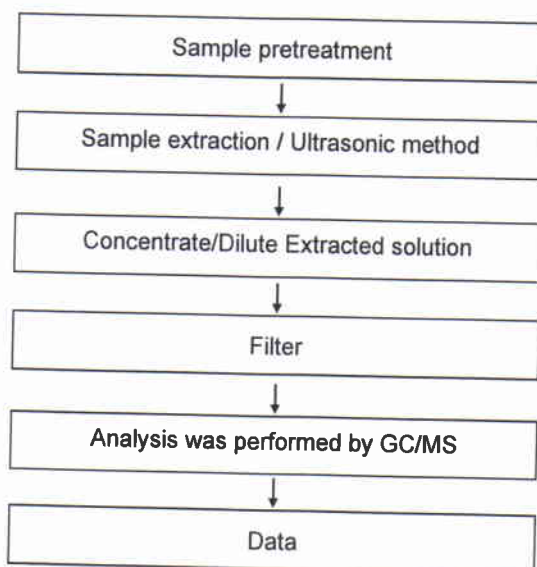 Sample pretreatment
Sample extraction / Ultrasonic method
Concentrate/Dilute Extracted solution
Filter
Analysis was performed by GC/MS
Data